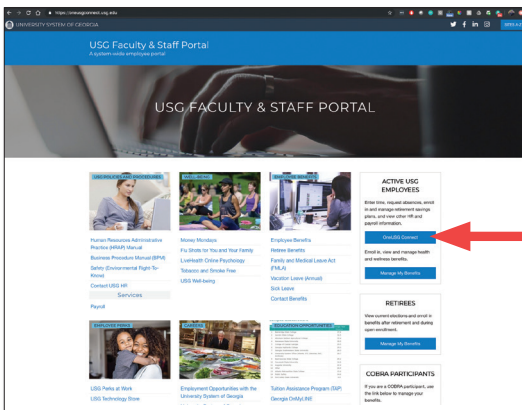 https://oneusgconnect.usg.edu
UNIVERSITY SYSTEM OF GEORGIA
USG Faculty & Staff Portal
A system-wide employee portal
USG FACULTY & STAFF PORTAL
USG POLICIES AND PROCEDURES
Human Resources Administrative
Practice (HRAP) Manual
Business Procedure Manual (BPM)
Safety (Environmental Right-To-
Know)
Contact USG HR
Services
Payroll
WELL-BEING
Money Mondays
Flu Shots for You and Your Family
LiveHealth Online Psychology
Tobacco and Smoke Free
USG Well-being
EMPLOYEE BENEFITS
Employee Benefits
Retiree Benefits
Family and Medical Leave Act
(FMLA)
Vacation Leave (Annual)
Sick Leave
Contact Benefits
ACTIVE USG
EMPLOYEES
Enter time, request absences, enroll
in and manage retirement savings
plans, and view other HR and
payroll information.
OneUSG Connect
Enroll in, view and manage health
and wellness benefits.
Manage My Benefits
EMPLOYEE PERKS
USG Perks at Work
USG Technology Store
CAREERS
Employment Opportunities with the
University System of Georgia
EDUCATION OPPORTUNITIES
Tuition Assistance Program (TAP)
Georgia OnMyLINE
RETIREES
View current elections and enroll in
benefits after retirement and during
open enrollment.
Manage My Benefits
COBRA PARTICIPANTS
If you are a COBRA participant, use
the link below to manage your
benefits.